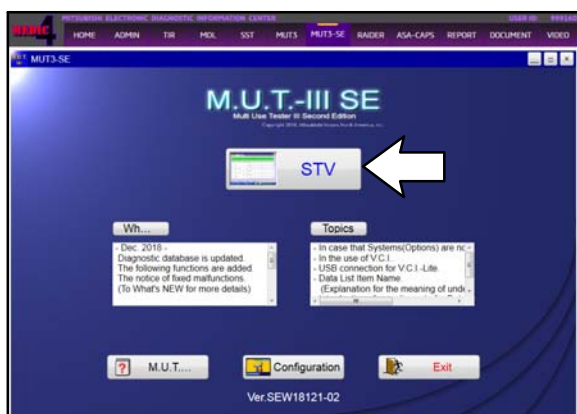 MITSUBISHI ELECTRONIC DIAGNOSTIC INFORMATION CENTER USER ID:
4 HOME ADMIN TIR MDL SST MUT3 MUT3-SE RAIDER ASA-CAPS REPORT DOCUMENT VIDEO
MUT3-SE
M.U.T.-III SE
Multi Use Tester III Second Edition
STV
Wh...
- Dec. 2018 -
Diagnostic database is updated.
The following functions are added.
The notice of fixed malfunctions.
(To What's NEW for more details)
Topics
- In case that Systems(Options) are no
- In the use of V.C.I.
- USB connection for V.C.I.-Lite.
- Data List Item Name
(Explanation for the meaning of unde
M.U.T....
Configuration
Exit
Ver.SEW18121-02